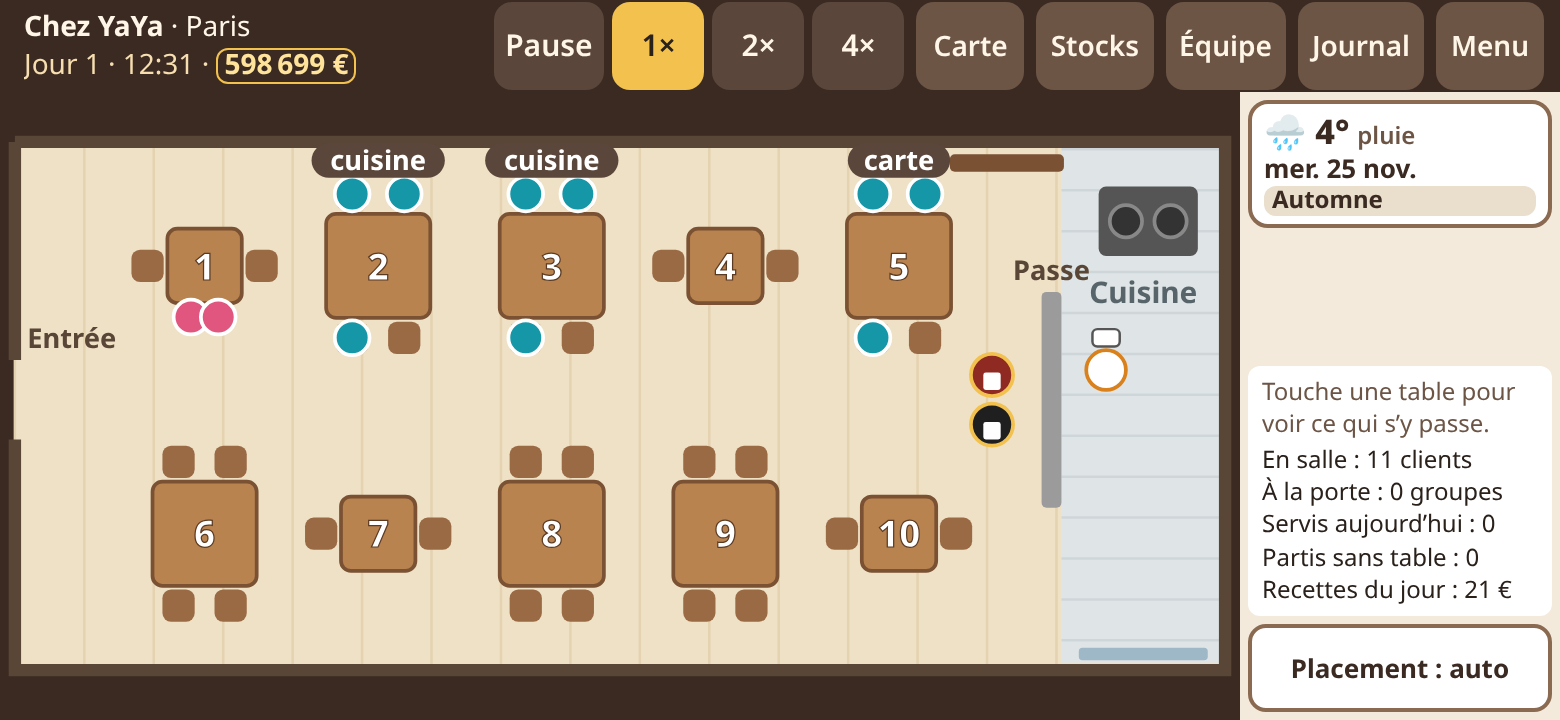 Chez YaYa · Paris
Jour 1 · 12:31 · 598 699 €
Pause
1×
2×
4×
Carte
Stocks
Équipe
Journal
Menu
4° pluie
mer. 25 nov.
Automne
cuisine
cuisine
carte
1
2
3
4
5
Passe
Cuisine
Entrée
6
7
8
9
10
Touche une table pour
voir ce qui s’y passe.
En salle : 11 clients
À la porte : 0 groupes
Servis aujourd’hui : 0
Partis sans table : 0
Recettes du jour : 21 €
Placement : auto